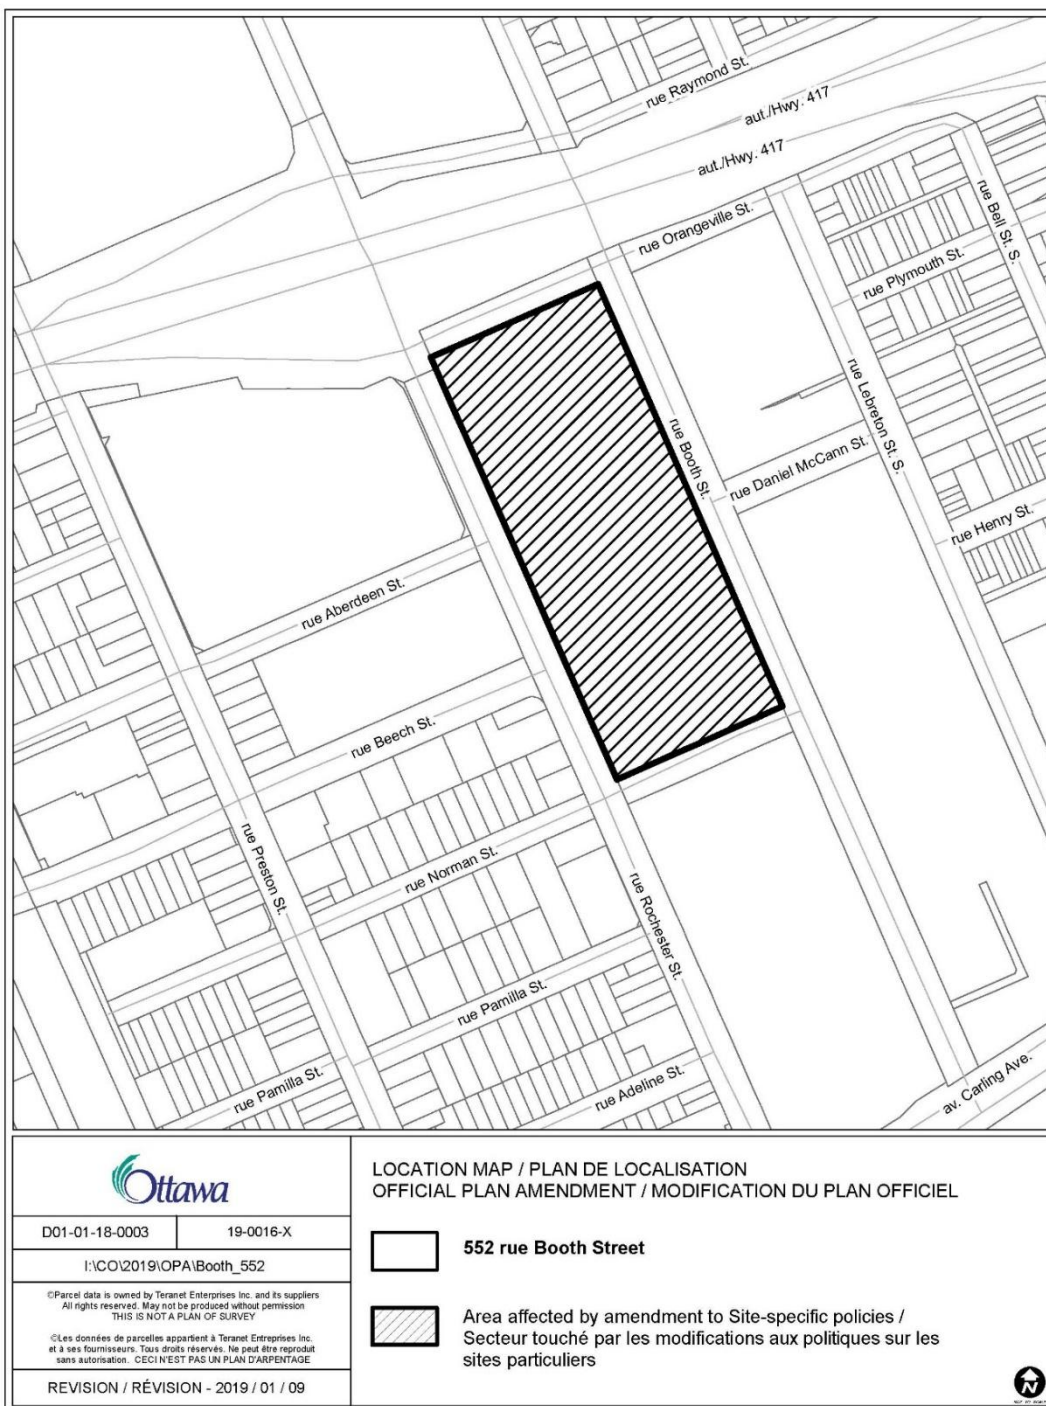 rue Raymond St.
aut./Hwy. 417
aut./Hwy. 417
rue Bell St. S.
rue Orangeville St.
rue Plymouth St.
rue Lebreton St. S.
rue Booth St.
rue Daniel McCann St.
rue Henry St.
rue Aberdeen St.
rue Beech St.
rue Preston St.
rue Norman St.
rue Rochester St.
rue Pamilla St.
rue Pamilla St.
rue Adeline St.
av. Carling Ave.
Ottawa
D01-01-18-0003
19-0016-X
I:\CO\2019\OPA\Booth_552
©Parcel data is owned by Teranet Enterprises Inc. and its suppliers
All rights reserved. May not be produced without permission
THIS IS NOT A PLAN OF SURVEY
©Les données de parcelles appartient à Teranet Entreprises Inc.
et à ses fournisseurs. Tous droits réservés. Ne peut être reproduit
sans autorisation. CECI N'EST PAS UN PLAN D'ARPENTAGE
REVISION / RÉVISION - 2019 / 01 / 09
LOCATION MAP / PLAN DE LOCALISATION
OFFICIAL PLAN AMENDMENT / MODIFICATION DU PLAN OFFICIEL
552 rue Booth Street
Area affected by amendment to Site-specific policies /
Secteur touché par les modifications aux politiques sur les
sites particuliers
N